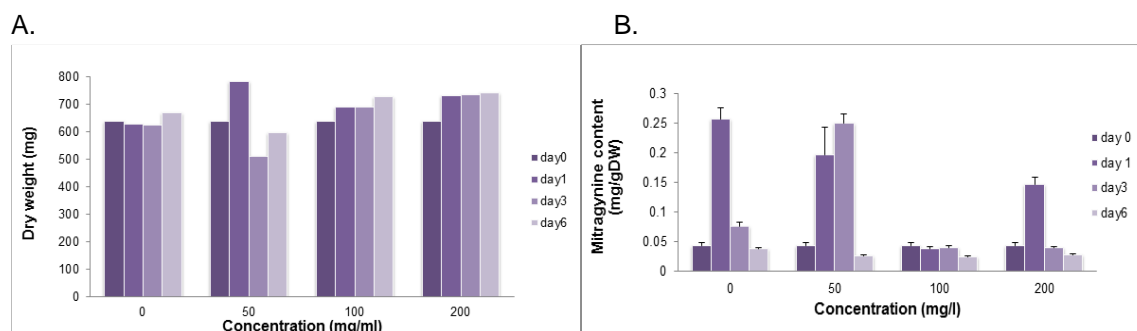 A.
B.
Dry weight (mg)
800
700
600
500
400
300
200
100
0
0
50
100
200
Concentration (mg/ml)
day0
day1
day3
day6
Mitragynine content
(mg/gDW)
0.3
0.25
0.2
0.15
0.1
0.05
0
0
50
100
200
Concentration (mg/l)
day 0
day 1
day3
day6